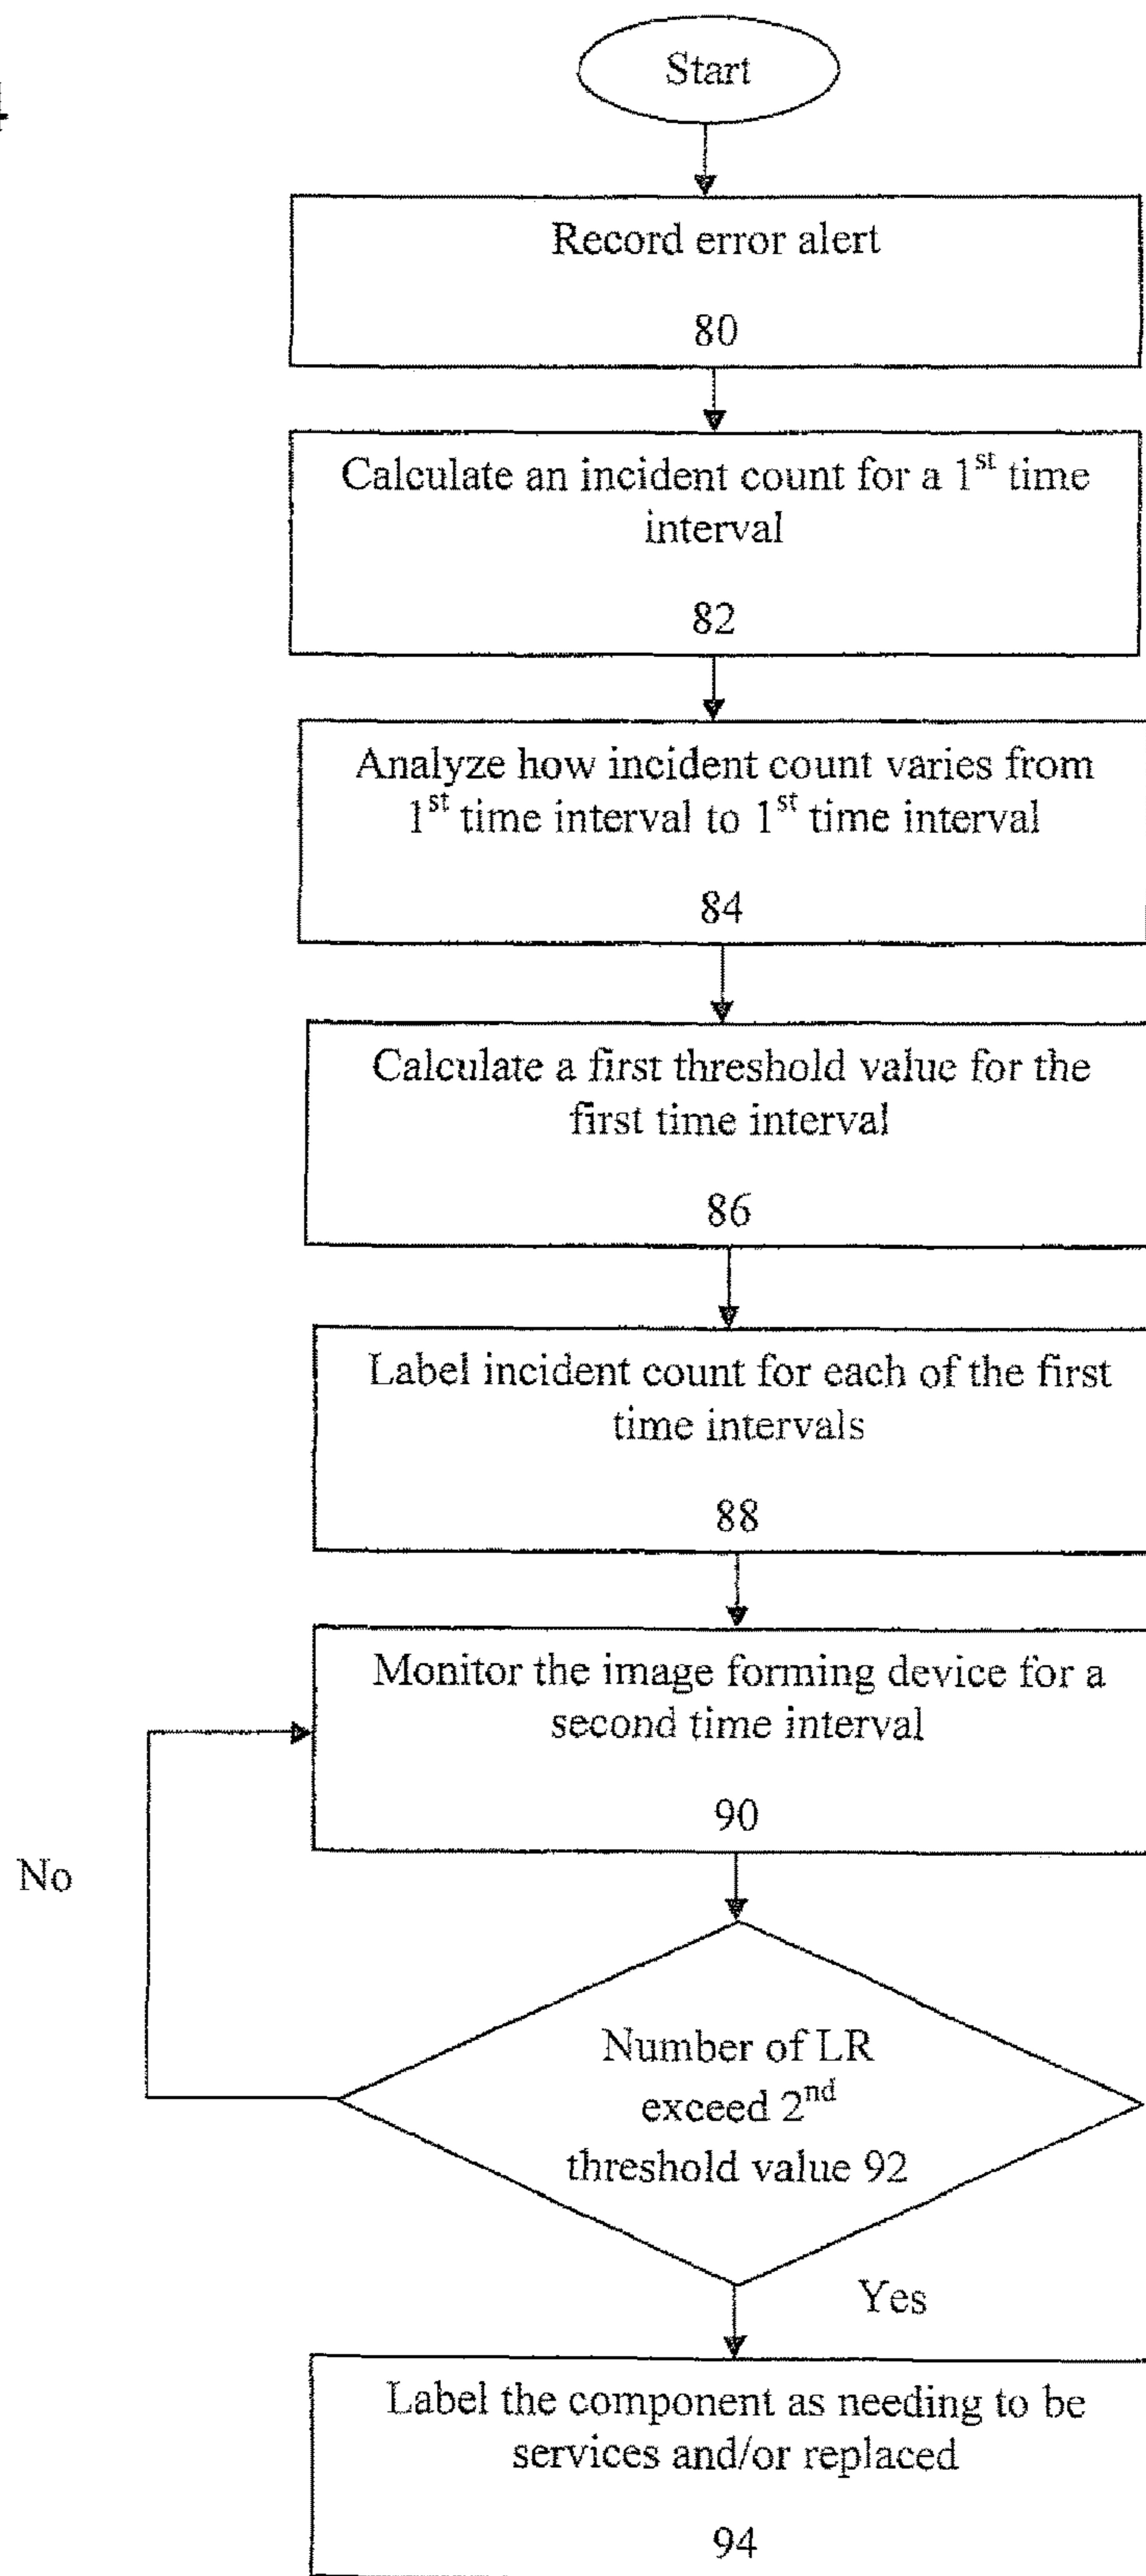 Start
Record error alert
80
Calculate an incident count for a 1st time
interval
82
Analyze how incident count varies from
1st time interval to 1st time interval
84
Calculate a first threshold value for the
first time interval
86
Label incident count for each of the first
time intervals
88
Monitor the image forming device for a
second time interval
90
No
Number of LR
exceed 2nd
threshold value 92
Yes
Label the component as needing to be
services and/or replaced
94